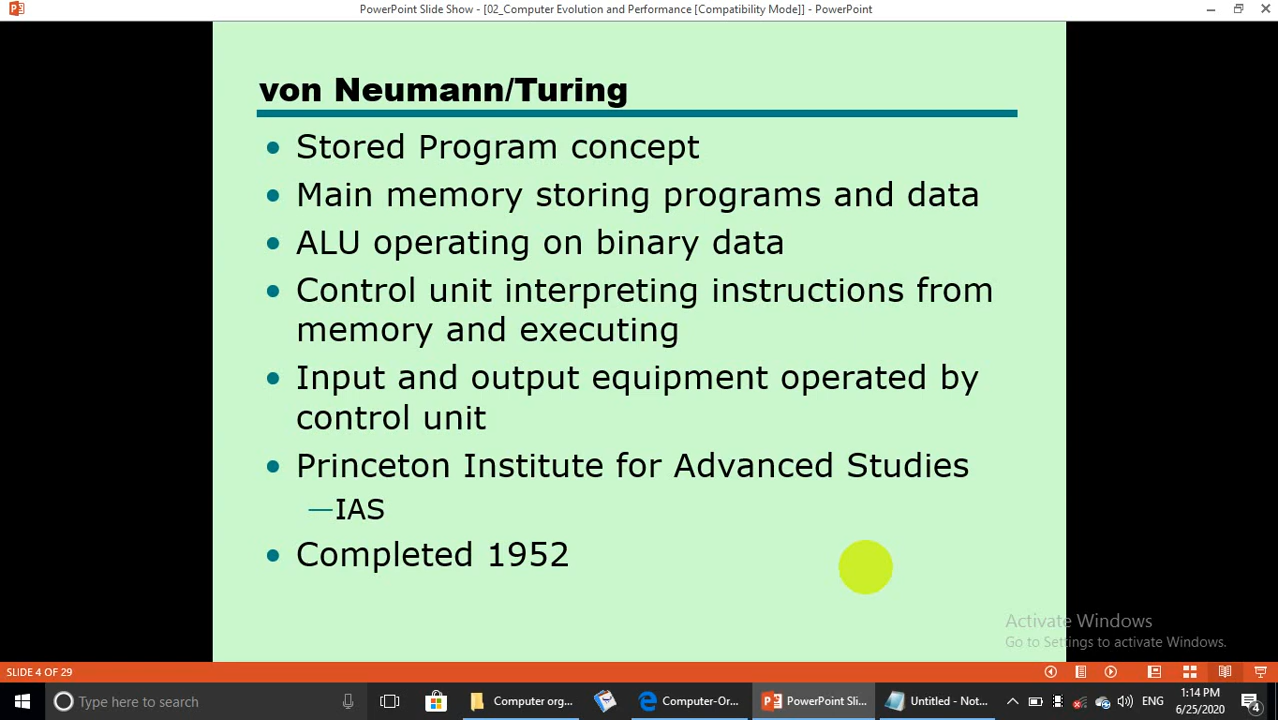 PowerPoint Slide Show - [02_Computer Evolution and Performance [Compatibility Mode]] - PowerPoint
von Neumann/Turing
• Stored Program concept
• Main memory storing programs and data
• ALU operating on binary data
• Control unit interpreting instructions from
memory and executing
• Input and output equipment operated by
control unit
• Princeton Institute for Advanced Studies
—IAS
• Completed 1952
Activate Windows
Go to Settings to activate Windows.
SLIDE 4 OF 29
Type here to search
Computer org...
Computer-Or...
PowerPoint Sli...
Untitled - Not...
ENG
1:14 PM
6/25/2020
4